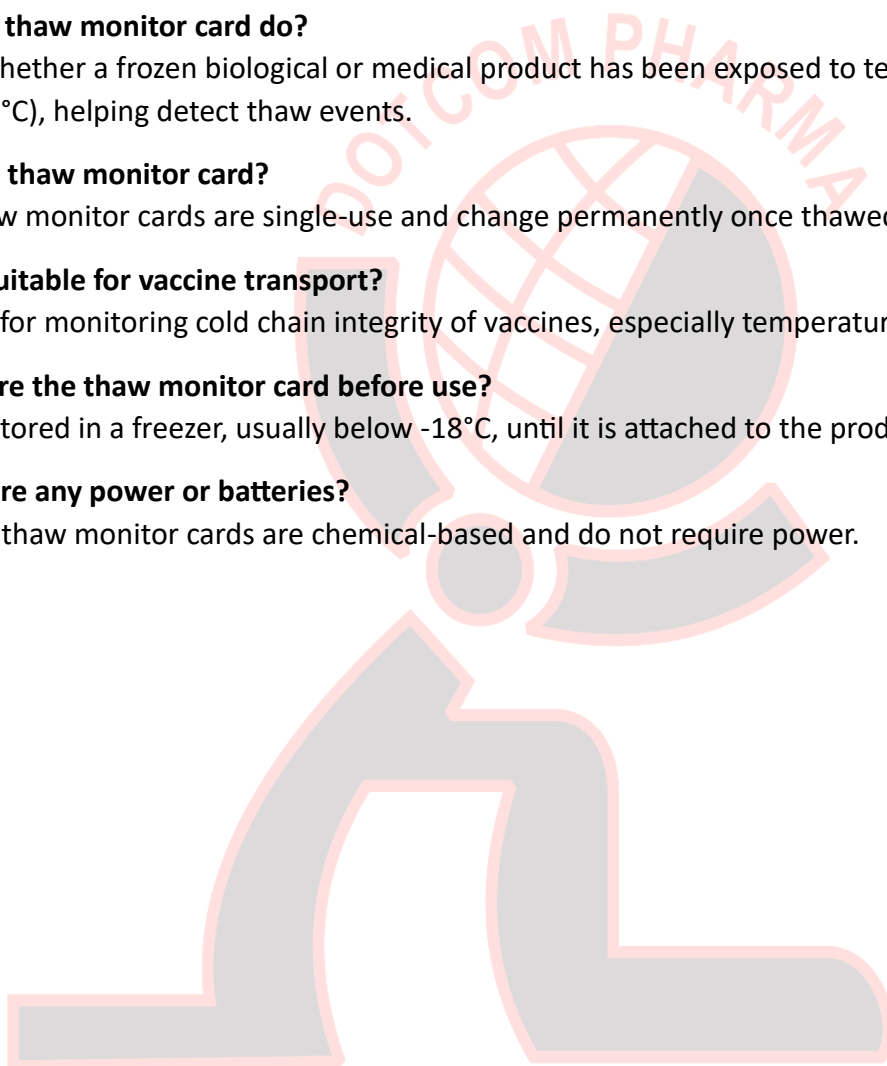 thaw monitor card do?
hether a frozen biological or medical product has been exposed to te
°C), helping detect thaw events.
thaw monitor card?
w monitor cards are single-use and change permanently once thawed
uitable for vaccine transport?
for monitoring cold chain integrity of vaccines, especially temperatur
re the thaw monitor card before use?
tored in a freezer, usually below -18°C, until it is attached to the prod
re any power or batteries?
thaw monitor cards are chemical-based and do not require power.
DOTCOM PHARMA